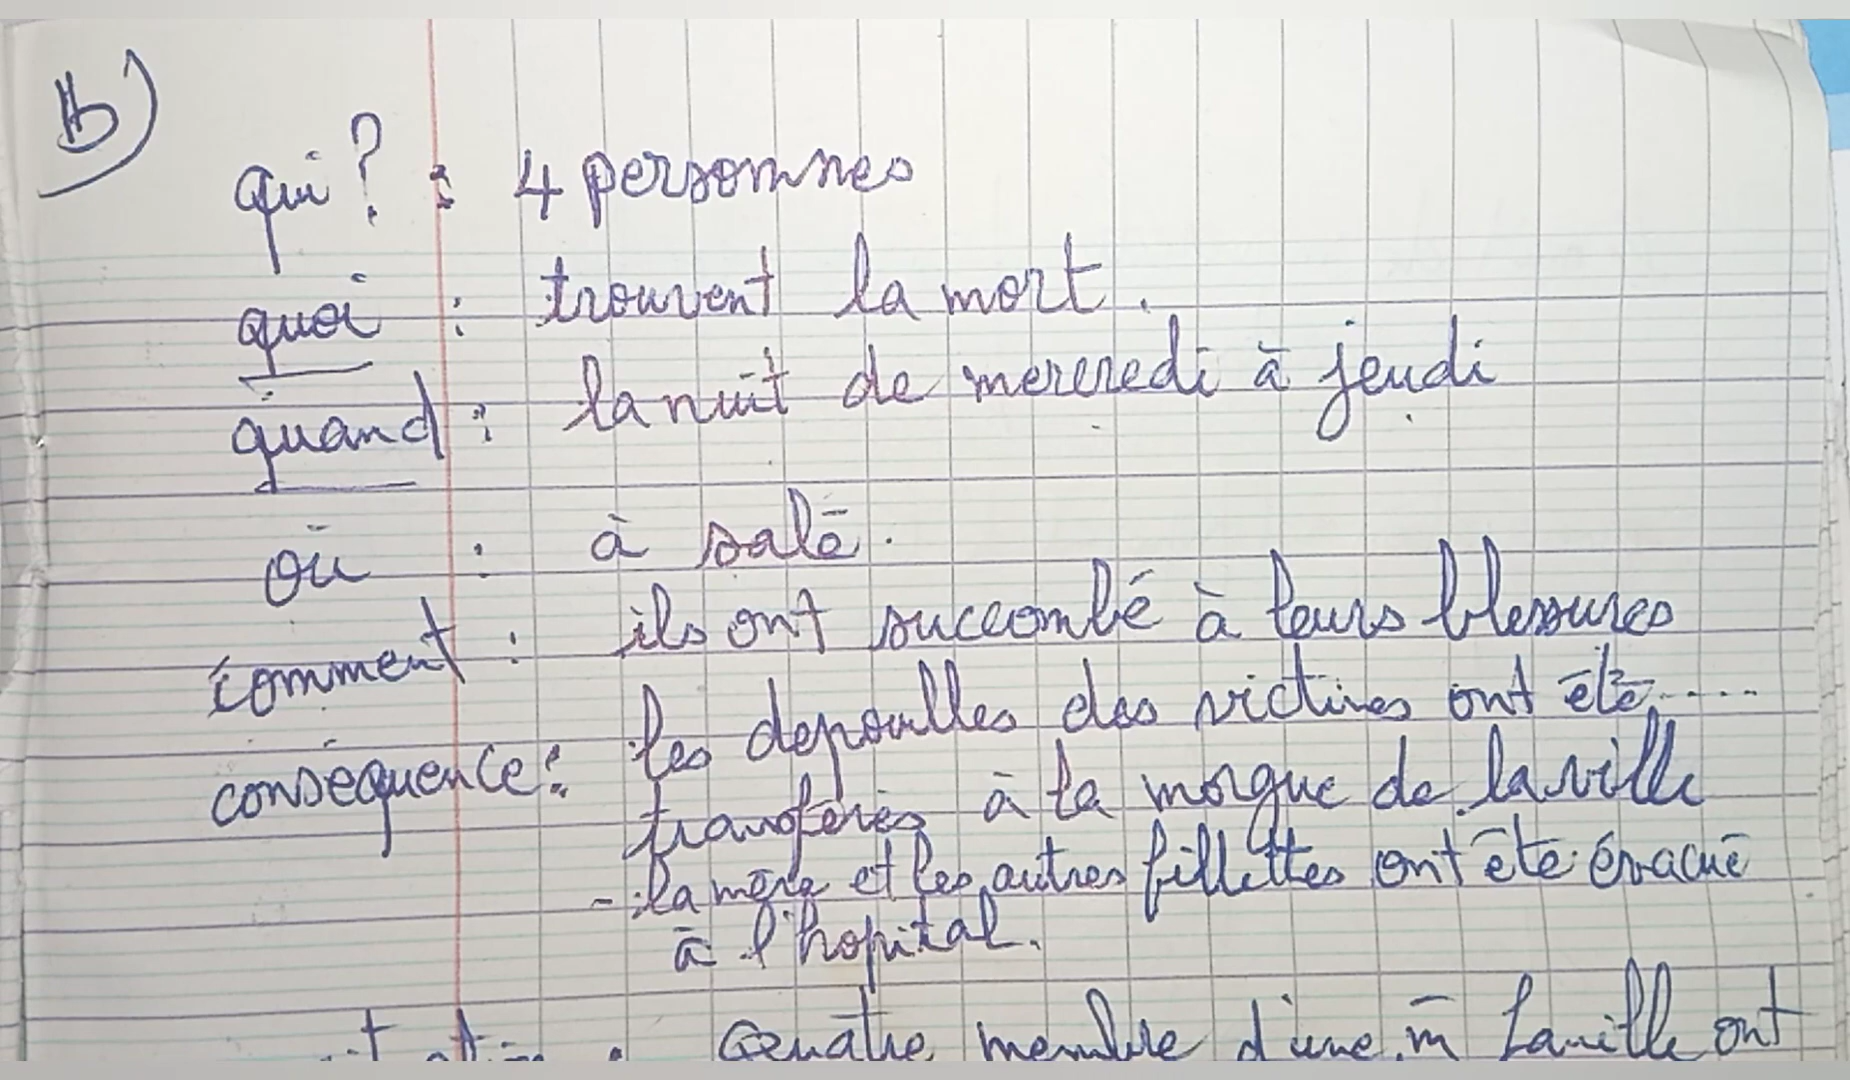 b)
qui? : 4 personnes
quoi : trouvent la mort.
quand : la nuit de mercredi à jeudi
où : à salé.
comment : ils ont succombé à leurs blessures
conséquence : les depouilles des victimes ont été.....
transférés à la morgue de la ville
- la mère et les autres fillettes ont été évacué
à l'hopital.
Quatre membre d'une m̄ famille ont